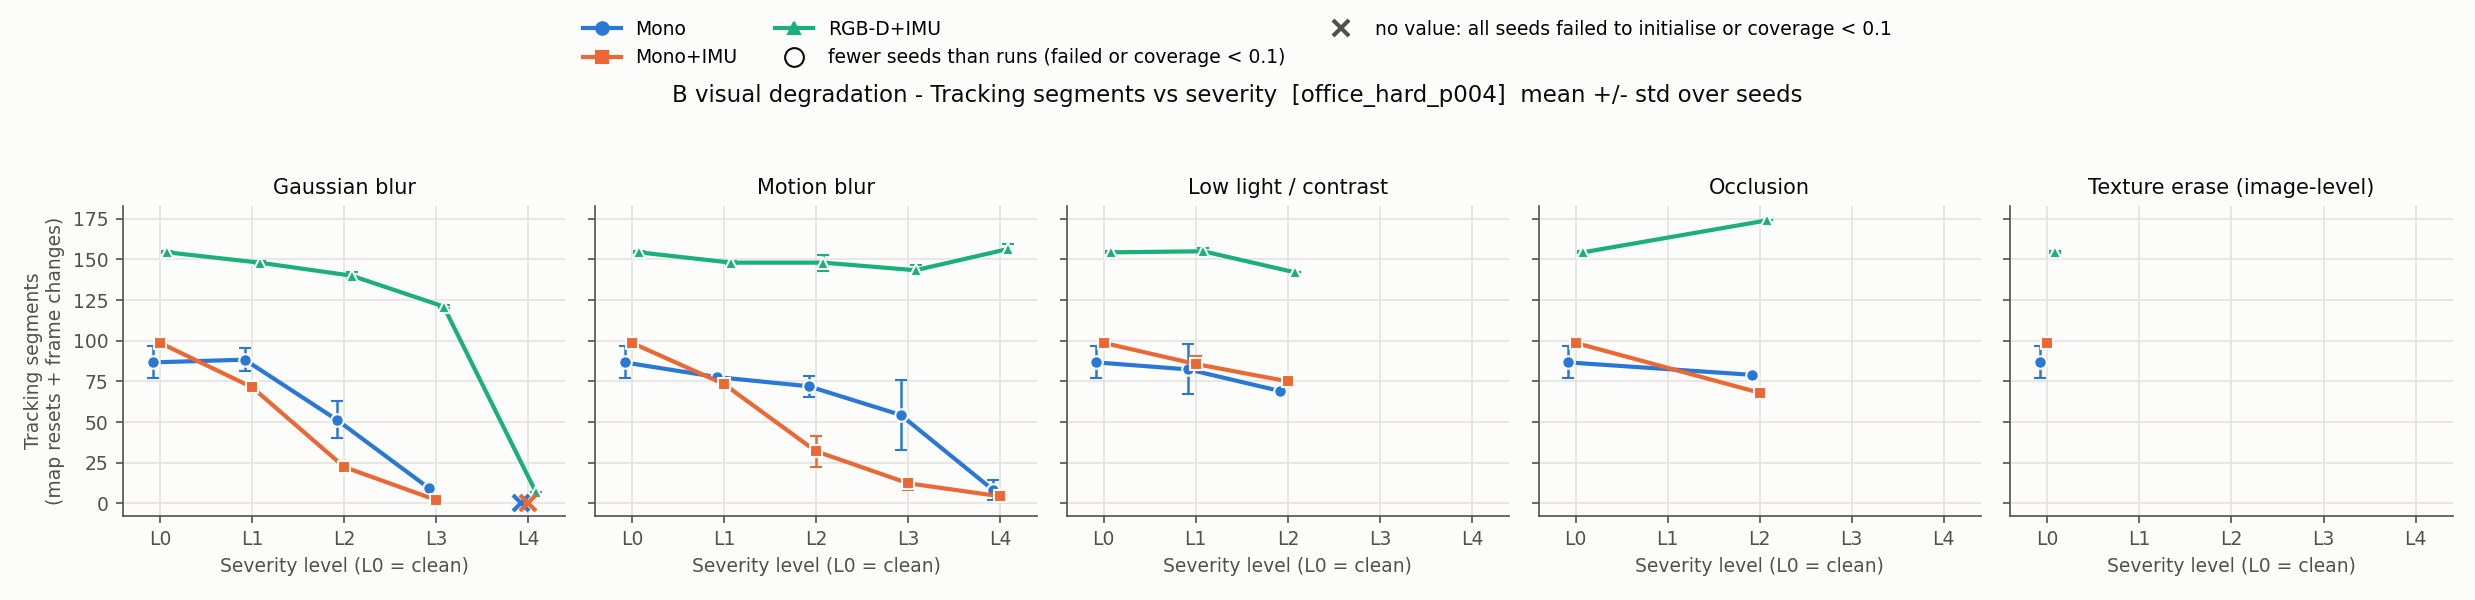 Mono
Mono+IMU
RGB-D+IMU
fewer seeds than runs (failed or coverage < 0.1)
no value: all seeds failed to initialise or coverage < 0.1
B visual degradation - Tracking segments vs severity  [office_hard_p004]  mean +/- std over seeds
Tracking segments
(map resets + frame changes)
Gaussian blur
175
150
125
100
75
50
25
0
L0 L1 L2 L3 L4
Severity level (L0 = clean)
Motion blur
L0 L1 L2 L3 L4
Severity level (L0 = clean)
Low light / contrast
L0 L1 L2 L3 L4
Severity level (L0 = clean)
Occlusion
L0 L1 L2 L3 L4
Severity level (L0 = clean)
Texture erase (image-level)
L0 L1 L2 L3 L4
Severity level (L0 = clean)